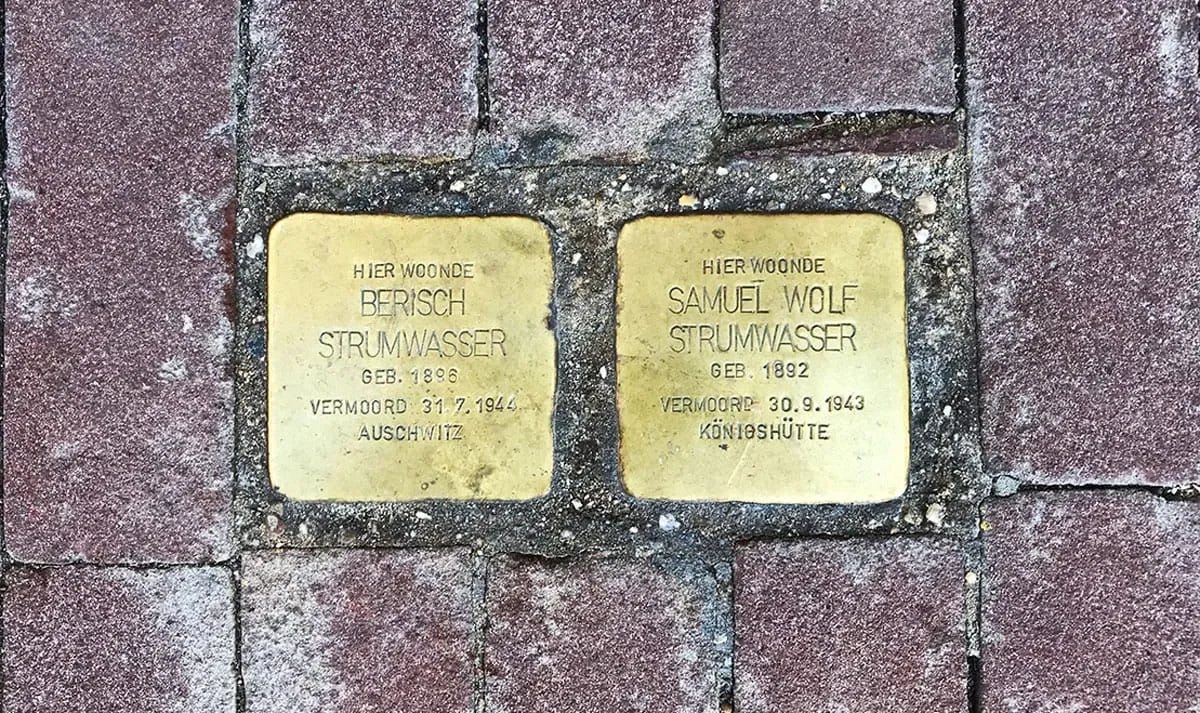 HIER WOONDE
BERISCH
STRUMWASSER
GEB. 1896
VERMOORD 31.7.1944
AUSCHWITZ
HIER WOONDE
SAMUEL WOLF
STRUMWASSER
GEB. 1892
VERMOORD 30.9.1943
KÖNIGSHÜTTE